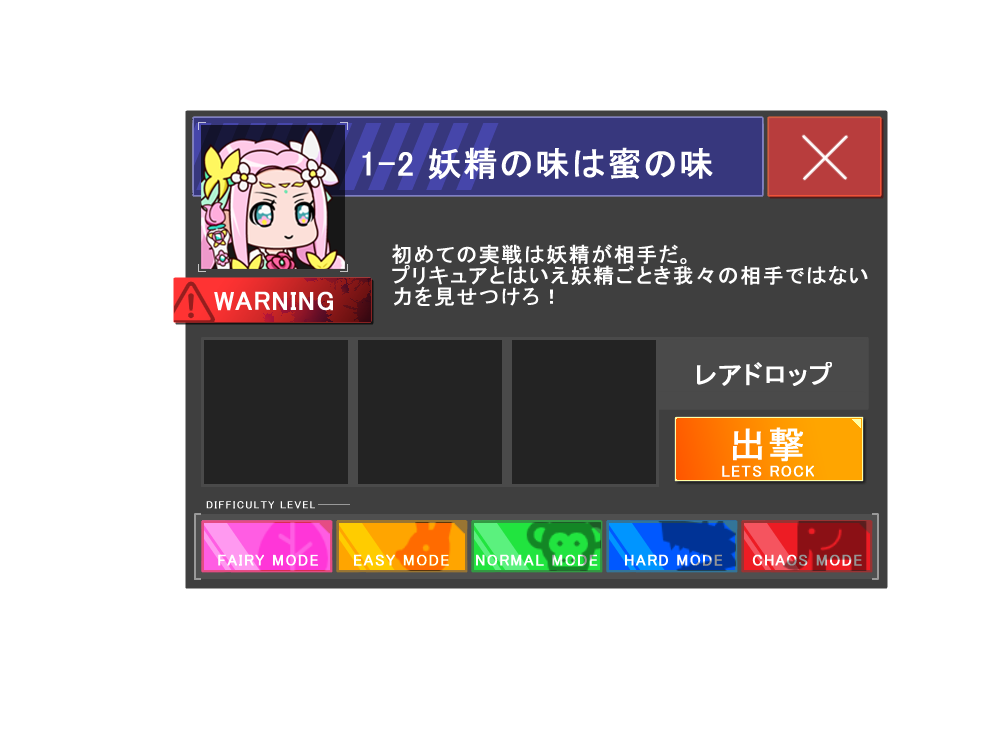 1-2 妖精の味は蜜の味
初めての実戦は妖精が相手だ。
プリキュアとはいえ妖精ごとき我々の相手ではない
力を見せつけろ！
WARNING
レアドロップ
出撃
LETS ROCK
DIFFICULTY LEVEL
FAIRY MODE
EASY MODE
NORMAL MODE
HARD MODE
CHAOS MODE